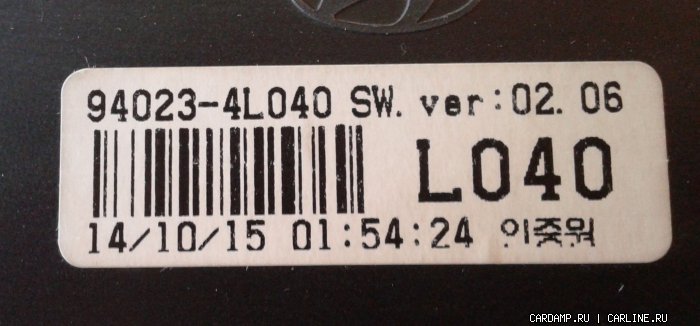 94023-4L040 SW. ver:02. 06
L040
14/10/15 01:54:24 이중원
CARDAMP.RU | CARLINE.RU